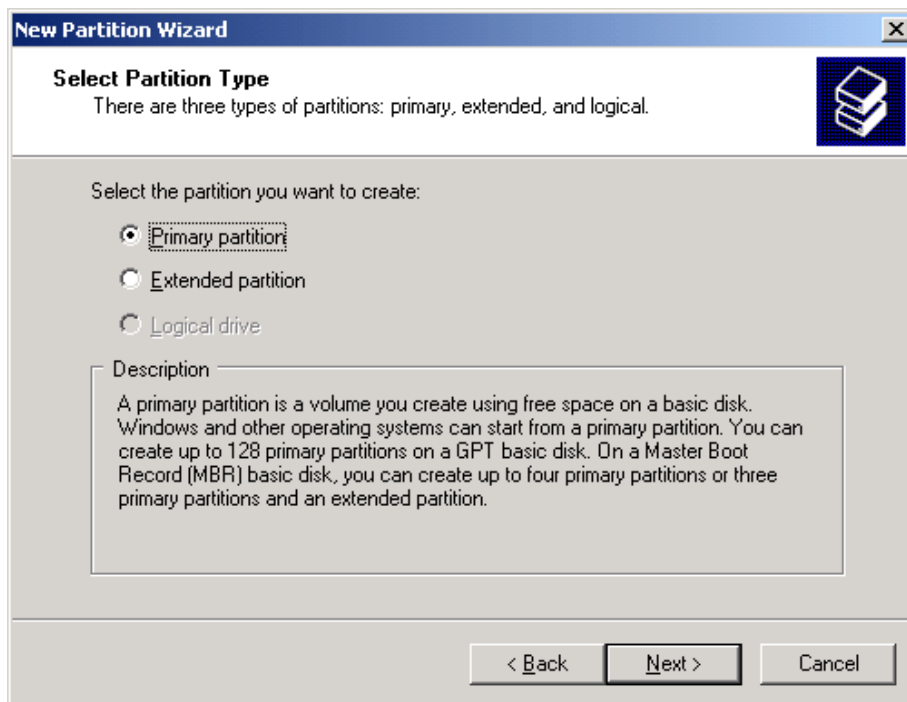 New Partition Wizard
Select Partition Type
There are three types of partitions: primary, extended, and logical.
Select the partition you want to create:
Primary partition
Extended partition
Logical drive
Description
A primary partition is a volume you create using free space on a basic disk.
Windows and other operating systems can start from a primary partition. You can
create up to 128 primary partitions on a GPT basic disk. On a Master Boot
Record (MBR) basic disk, you can create up to four primary partitions or three
primary partitions and an extended partition.
< Back
Next >
Cancel